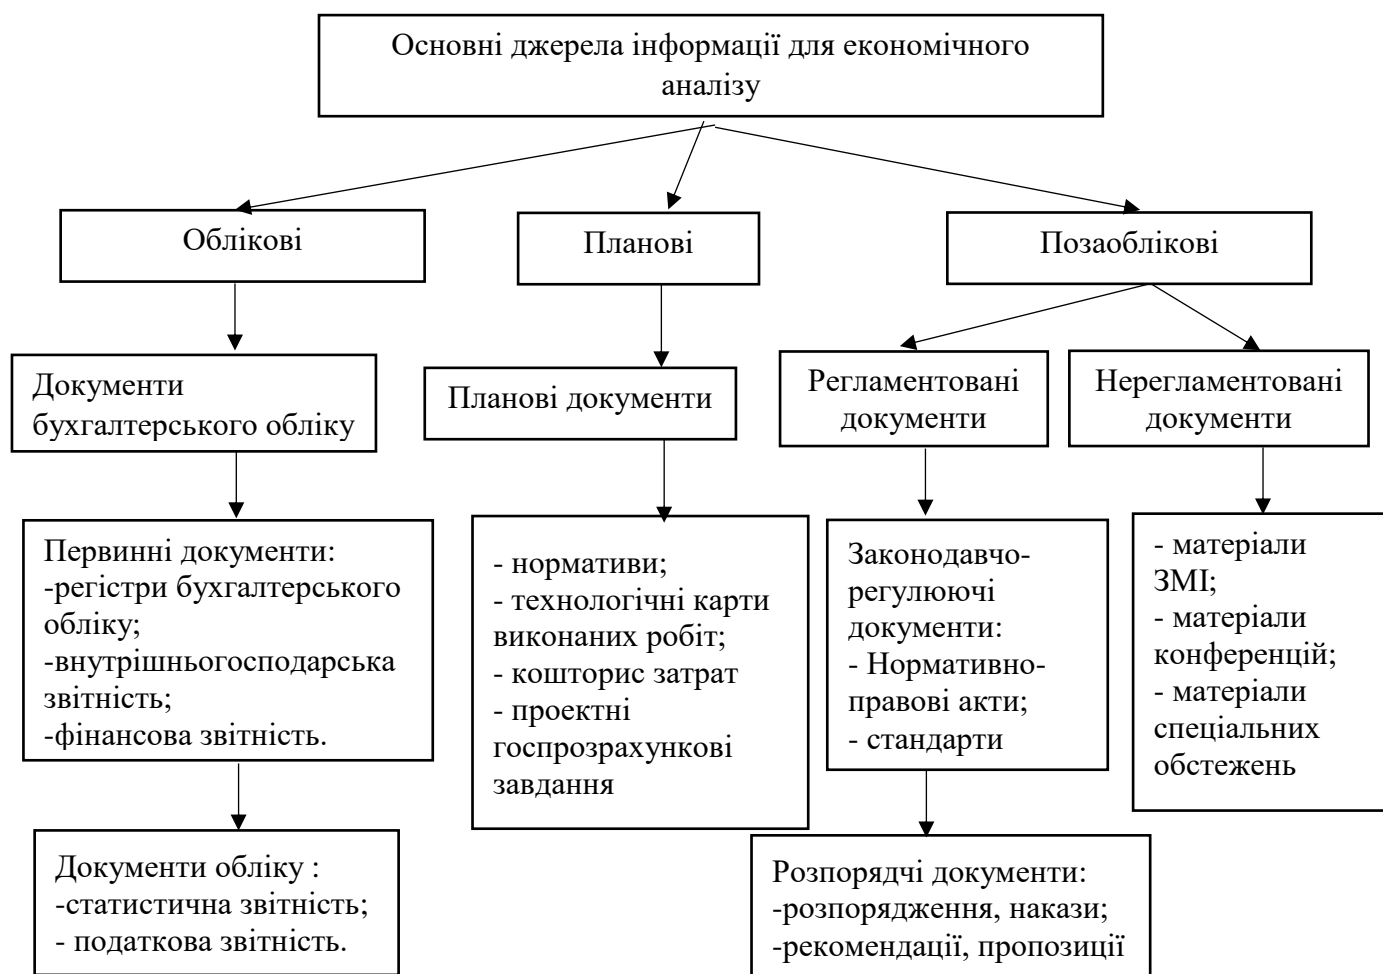 Основні джерела інформації для економічного
аналізу
Облікові
Планові
Позаоблікові
Документи
бухгалтерського обліку
Планові документи
Регламентовані
документи
Нерегламентовані
документи
Первинні документи:
-регістри бухгалтерського
обліку;
-внутрішньогосподарська
звітність;
-фінансова звітність.
- нормативи;
- технологічні карти
виконаних робіт;
- кошторис затрат
- проектні
госпрозрахункові
завдання
Законодавчо-
регулюючі
документи:
- Нормативно-
правові акти;
- стандарти
- матеріали
ЗМІ;
- матеріали
конференцій;
- матеріали
спеціальних
обстежень
Документи обліку :
-статистична звітність;
- податкова звітність.
Розпорядчі документи:
-розпорядження, накази;
-рекомендації, пропозиції